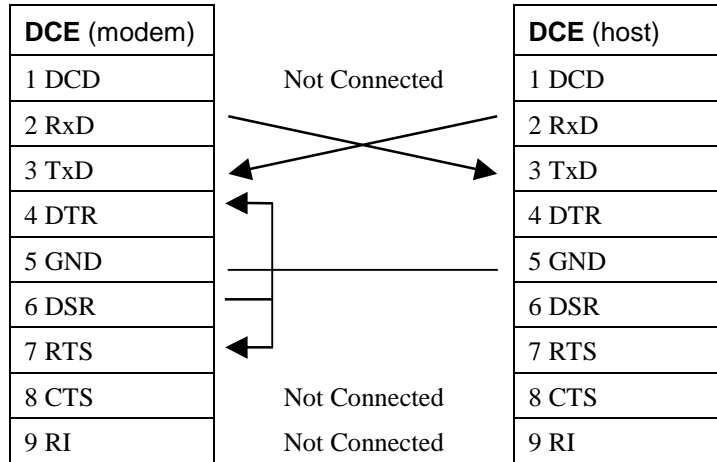 DCE (modem) DCE (host)
1 DCD Not Connected 1 DCD
2 RxD 2 RxD
3 TxD 3 TxD
4 DTR 4 DTR
5 GND 5 GND
6 DSR 6 DSR
7 RTS 7 RTS
8 CTS Not Connected 8 CTS
9 RI Not Connected 9 RI